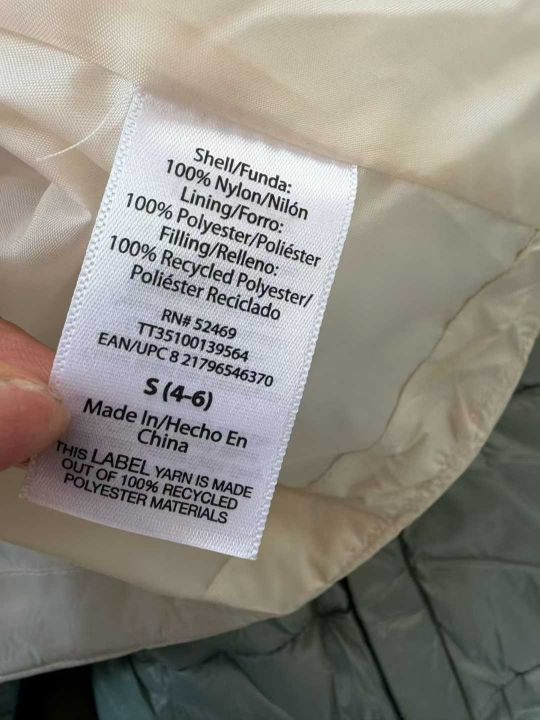 Shell/Funda:
100% Nylon/Nilón
Lining/Forro:
100% Polyester/Poliéster
Filling/Relleno:
100% Recycled Polyester/
Poliéster Reciclado
RN# 52469
TT35100139564
EAN/UPC 8 21796546370
S (4-6)
Made In/Hecho En
China
THIS LABEL YARN IS MADE
OUT OF 100% RECYCLED
POLYESTER MATERIALS